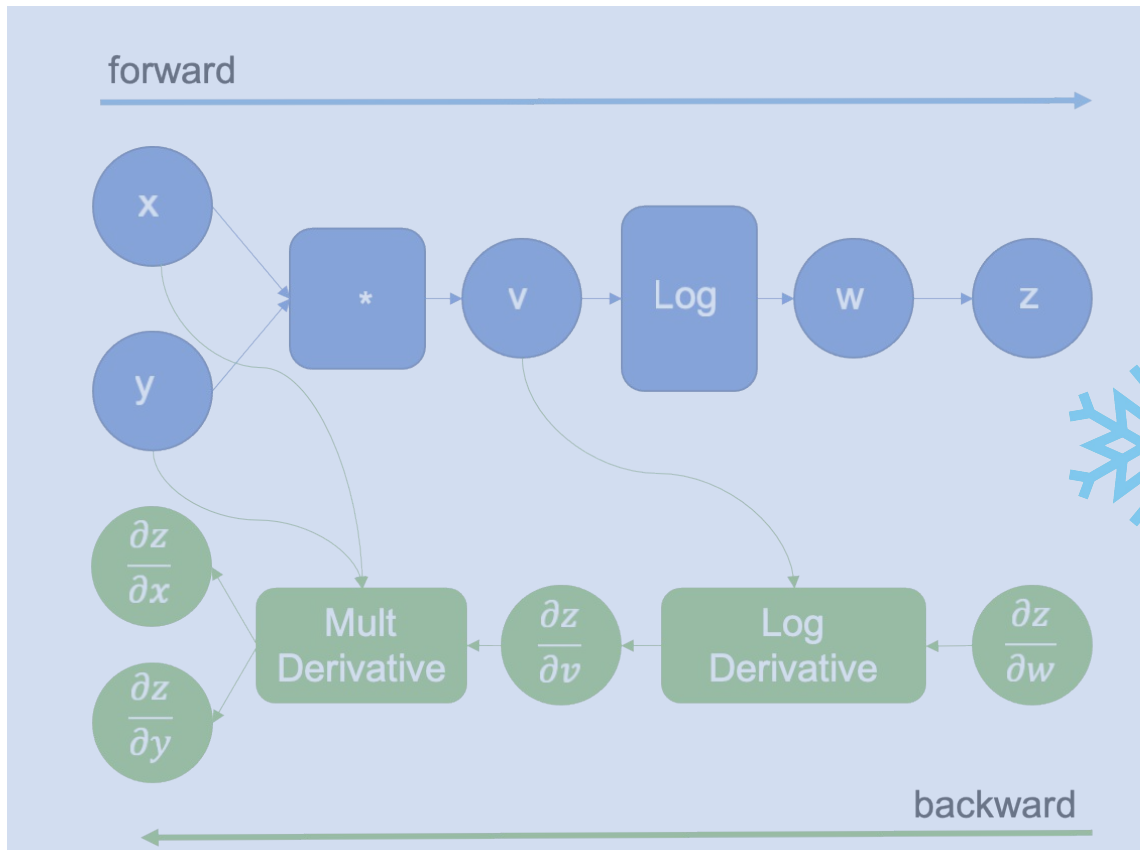 forward
x
*
v
Log
w
z
y
∂z
∂x
Mult
Derivative
∂z
∂v
Log
Derivative
∂z
∂w
∂z
∂y
backward